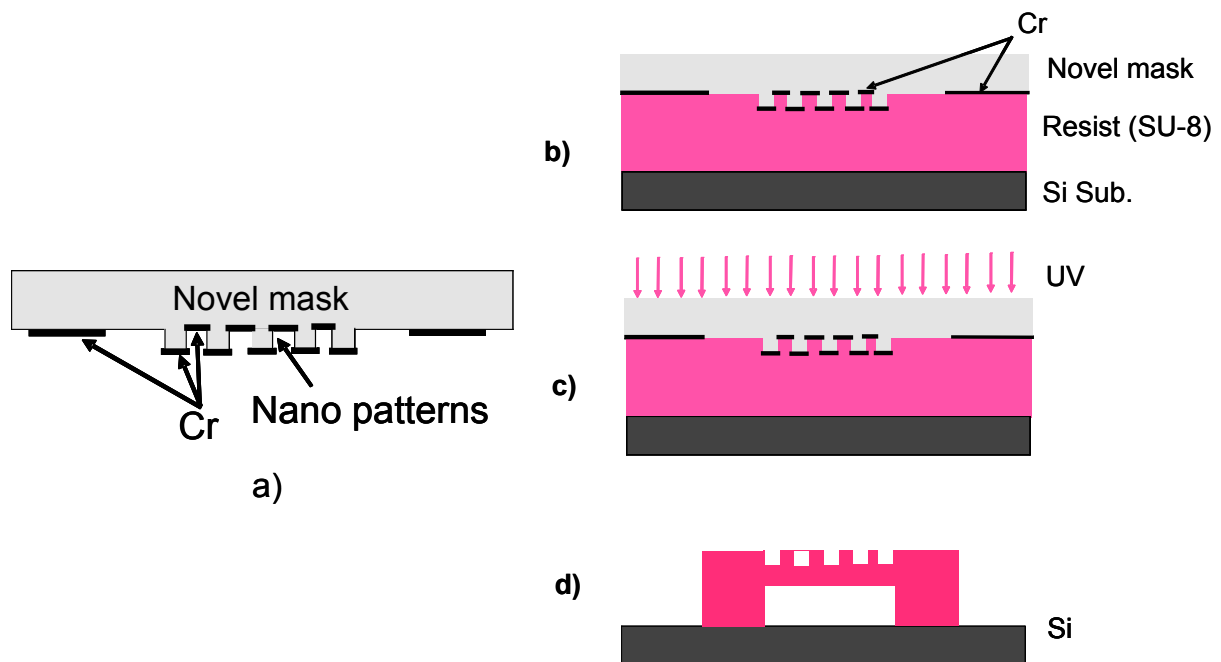 Novel mask
Cr
Nano patterns
a)
Cr
Novel mask
Resist (SU-8)
b)
Si Sub.
UV
c)
d)
Si